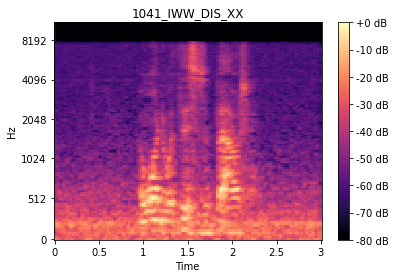 1041_IWW_DIS_XX
+0 dB
8192
-10 dB
4096
-20 dB
-30 dB
2048
Hz
-40 dB
1024
-50 dB
512
-60 dB
-70 dB
0
-80 dB
0 0.5 1 1.5 2 2.5 3
Time